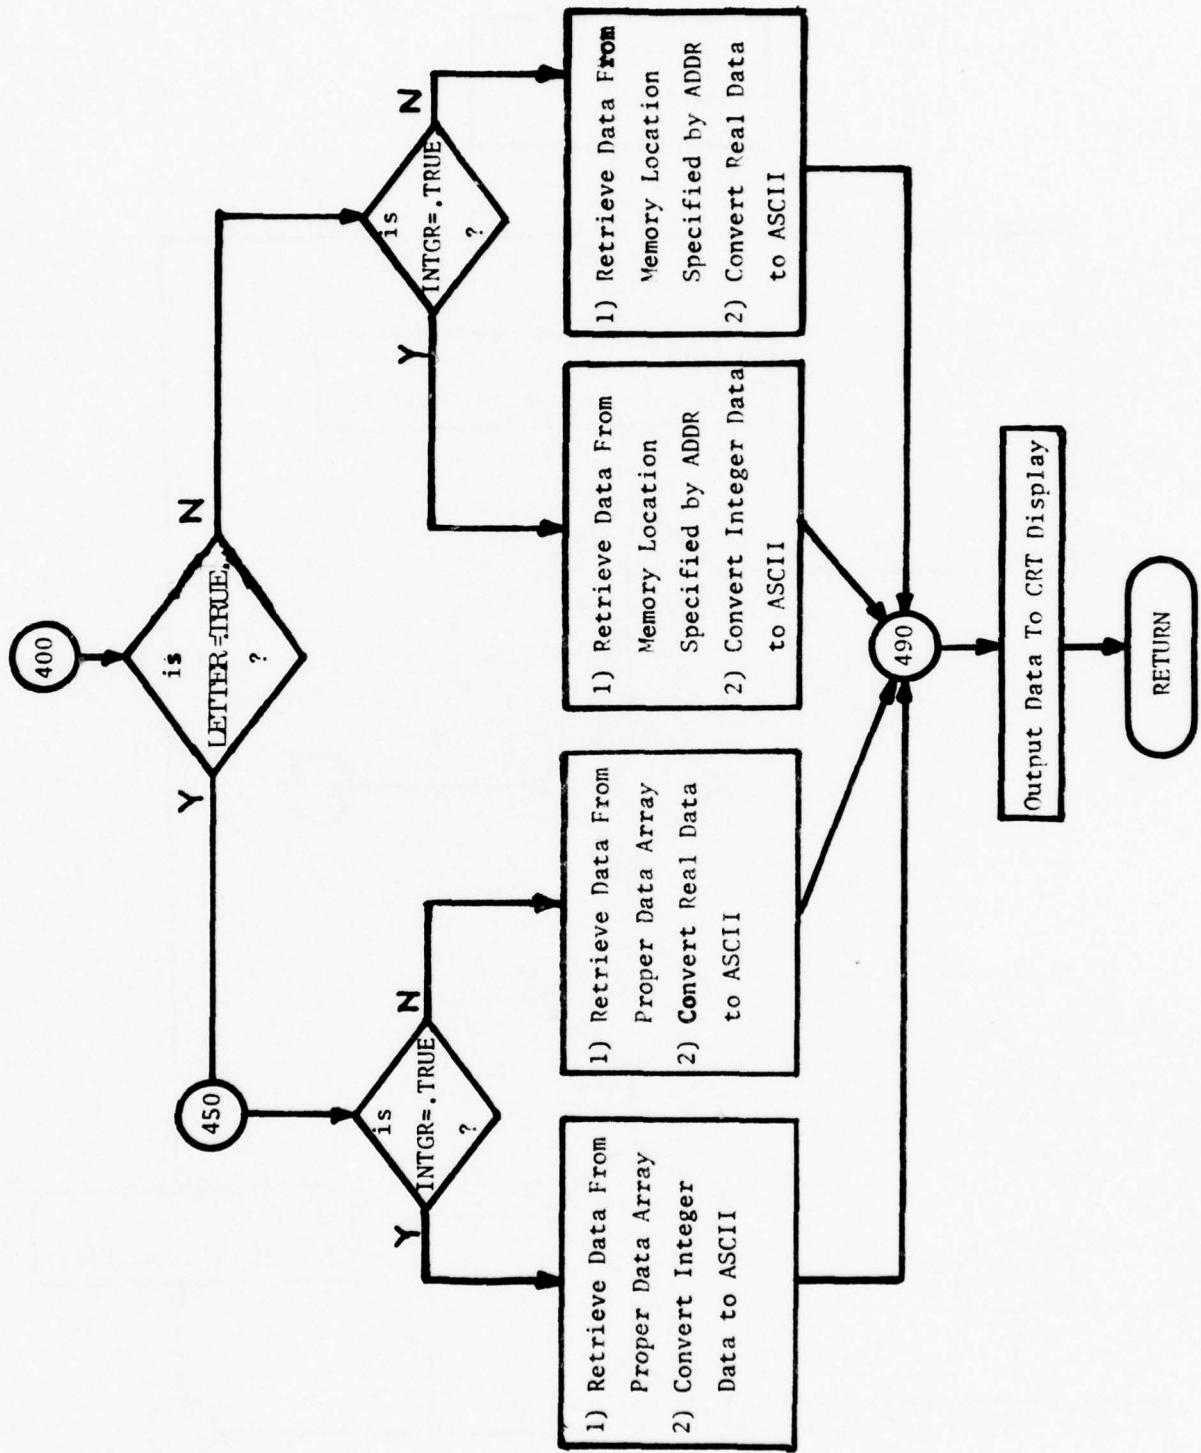 400
is
LETTER=.TRUE.
?
Y
N
450
is
INTGR=.TRUE
?
Y
N
is
INTGR=.TRUE
?
Y
N
1) Retrieve Data From
Proper Data Array
2) Convert Integer
Data to ASCII
1) Retrieve Data From
Proper Data Array
2) Convert Real Data
to ASCII
1) Retrieve Data From
Memory Location
Specified by ADDR
2) Convert Integer Data
to ASCII
1) Retrieve Data From
Memory Location
Specified by ADDR
2) Convert Real Data
to ASCII
490
Output Data To CRT Display
RETURN